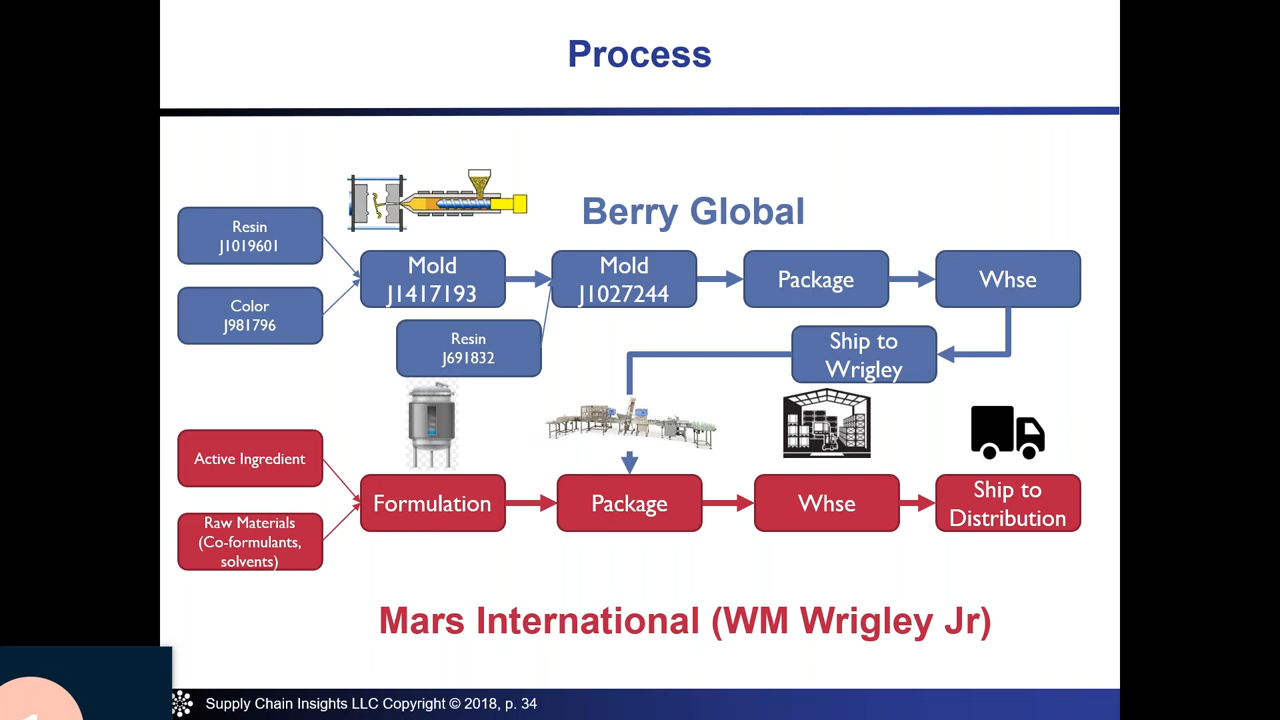 Process
Berry Global
Resin
J1019601
Color
J981796
Mold
J1417193
Mold
J1027244
Package
Whse
Resin
J691832
Ship to
Wrigley
Active Ingredient
Raw Materials
(Co-formulants,
solvents)
Formulation
Package
Whse
Ship to
Distribution
Mars International (WM Wrigley Jr)
Supply Chain Insights LLC Copyright © 2018, p. 34